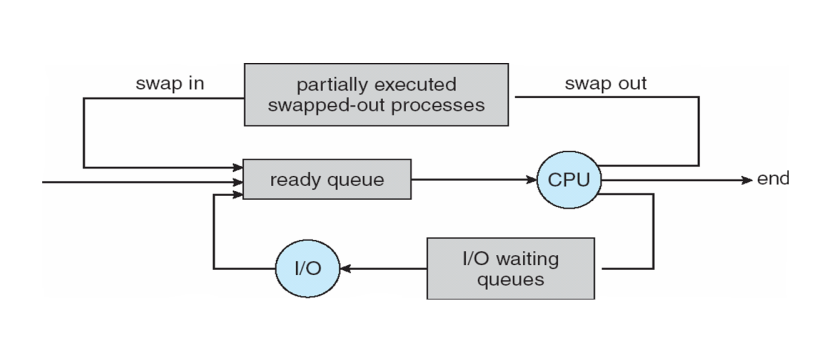 swap in
partially executed
swapped-out processes
swap out
ready queue
CPU
end
I/O
I/O waiting
queues